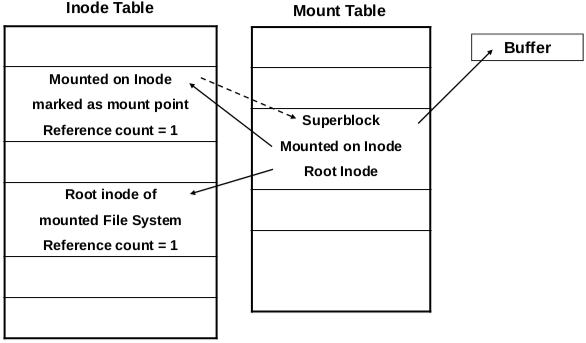 Inode Table
Mount Table
Buffer
Mounted on Inode
marked as mount point
Reference count = 1
Superblock
Mounted on Inode
Root Inode
Root inode of
mounted File System
Reference count = 1